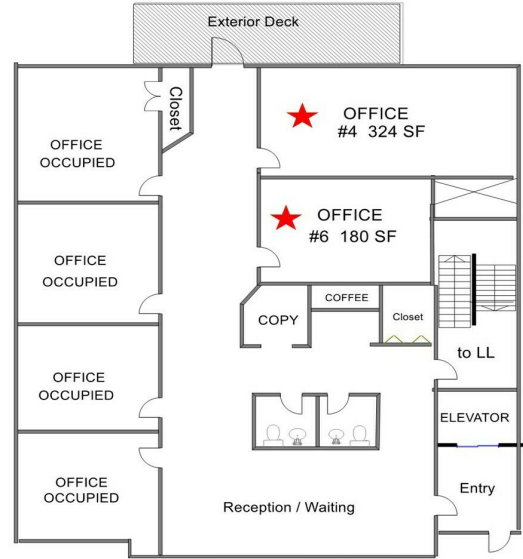 Exterior Deck
Closet
OFFICE
#4 324 SF
OFFICE
OCCUPIED
OFFICE
#6 180 SF
OFFICE
OCCUPIED
COFFEE
COPY
Closet
to LL
OFFICE
OCCUPIED
ELEVATOR
OFFICE
OCCUPIED
Entry
Reception / Waiting